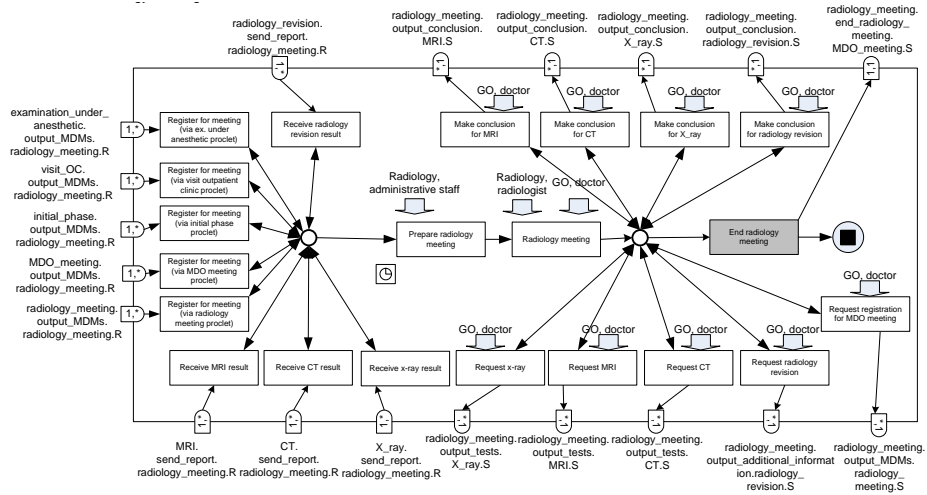 radiology_revision.
send_report.
radiology_meeting.R
radiology_meeting.
output_conclusion.
MRI.S
radiology_meeting.
output_conclusion.
CT.S
radiology_meeting.
output_conclusion.
X_ray.S
radiology_meeting.
output_conclusion.
radiology_revision.S
radiology_meeting.
end_radiology_
meeting.
MDO_meeting.S
examination_under_
anesthetic.
output_MDMs.
radiology_meeting.R
1,*
Register for meeting
(via ex. under
anesthetic proclet)
Receive radiology
revision result
GO, doctor
Make conclusion
for MRI
GO, doctor
Make conclusion
for CT
GO, doctor
Make conclusion
for X_ray
GO, doctor
Make conclusion
for radiology revision
visit_OC.
output_MDMs.
radiology_meeting.R
1,*
Register for meeting
(via visit outpatient
clinic proclet)
initial_phase.
output_MDMs.
radiology_meeting.R
1,*
Register for meeting
(via initial phase
proclet)
MDO_meeting.
output_MDMs.
radiology_meeting.R
1,*
Register for meeting
(via MDO meeting
proclet)
radiology_meeting.
output_MDMs.
radiology_meeting.R
1,*
Register for meeting
(via radiology
meeting proclet)
Radiology,
administrative staff
Prepare radiology
meeting
Radiology,
radiologist
GO, doctor
Radiology meeting
End radiology
meeting
GO, doctor
Request registration
for MDO meeting
Receive MRI result
Receive CT result
Receive x-ray result
GO, doctor
Request x-ray
GO, doctor
Request MRI
GO, doctor
Request CT
GO, doctor
Request radiology
revision
MRI.
send_report.
radiology_meeting.R
CT.
send_report.
radiology_meeting.R
X_ray.
send_report.
radiology_meeting.R
radiology_meeting.
output_tests.
X_ray.S
radiology_meeting.
output_tests.
MRI.S
radiology_meeting.
output_tests.
CT.S
radiology_meeting.
output_additional_informat
ion.radiology_
revision.S
radiology_meeting.
output_MDMs.
radiology_
meeting.S